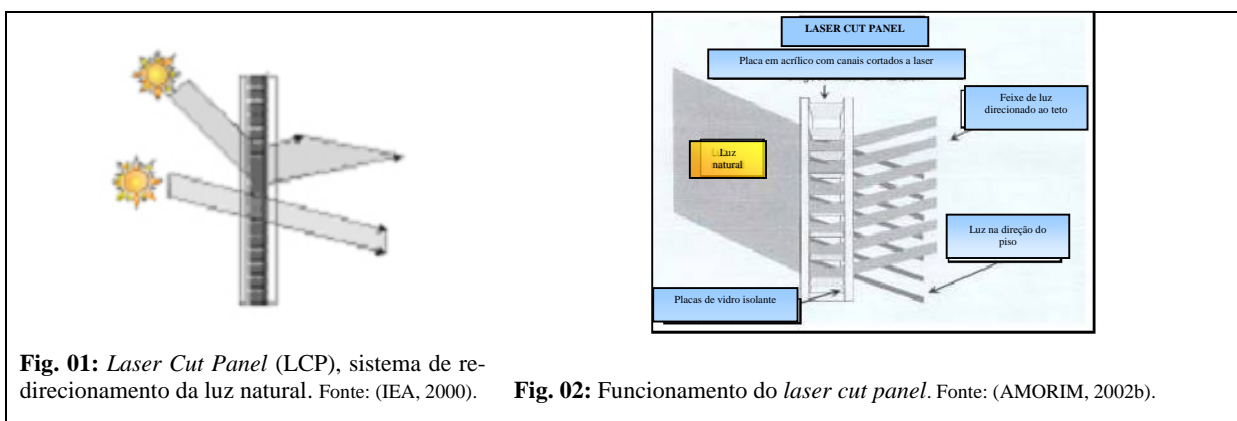 LASER CUT PANEL
Placa em acrílico com canais cortados a laser
Feixe de luz
direcionado ao teto
Luz
natural
Luz na direção do
piso
Placas de vidro isolante
Fig. 01: Laser Cut Panel (LCP), sistema de re-
direcionamento da luz natural. Fonte: (IEA, 2000).
Fig. 02: Funcionamento do laser cut panel. Fonte: (AMORIM, 2002b).